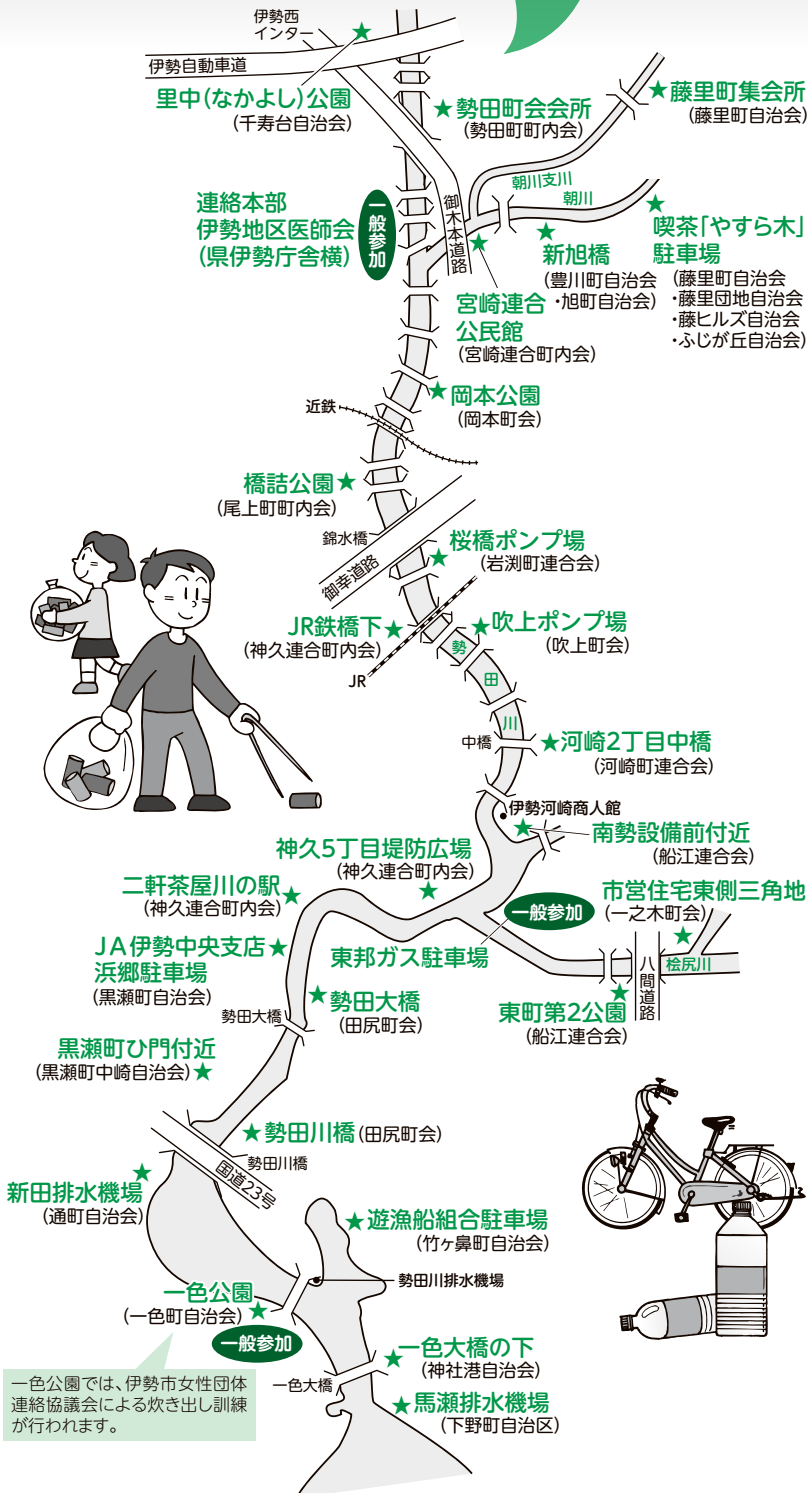 伊勢西
インター
伊勢自動車道
里中(なかよし)公園
(千寿台自治会)
勢田町会会所
(勢田町町内会)
藤里町集会所
(藤里町自治会)
朝川支川
朝川
御木本道路
連絡本部
伊勢地区医師会
(県伊勢庁舎横)
一般参加
新旭橋
(豊川町自治会
・旭町自治会)
喫茶「やすら木」
駐車場
(藤里町自治会
・藤里団地自治会
・藤ヒルズ自治会
・ふじが丘自治会)
宮崎連合
公民館
(宮崎連合町内会)
岡本公園
(岡本町会)
近鉄
橋詰公園
(尾上町町内会)
錦水橋
御幸道路
桜橋ポンプ場
(岩渕町連合会)
JR鉄橋下
(神久連合町内会)
JR
吹上ポンプ場
(吹上町会)
勢
田
川
中橋
河崎2丁目中橋
(河崎町連合会)
伊勢河崎商人館
南勢設備前付近
(船江連合会)
神久5丁目堤防広場
(神久連合町内会)
二軒茶屋川の駅
(神久連合町内会)
一般参加
東邦ガス駐車場
市営住宅東側三角地
(一之木町会)
八間道路
桧尻川
東町第2公園
(船江連合会)
JA伊勢中央支店
浜郷駐車場
(黒瀬町自治会)
勢田大橋
(田尻町会)
勢田大橋
黒瀬町ひ門付近
(黒瀬町中崎自治会)
勢田川橋(田尻町会)
勢田川橋
国道23号
新田排水機場
(通町自治会)
遊漁船組合駐車場
(竹ヶ鼻町自治会)
勢田川排水機場
一色公園
(一色町自治会)
一般参加
一色大橋の下
(神社港自治会)
一色大橋
馬瀬排水機場
(下野町自治区)
一色公園では、伊勢市女性団体
連絡協議会による炊き出し訓練
が行われます。